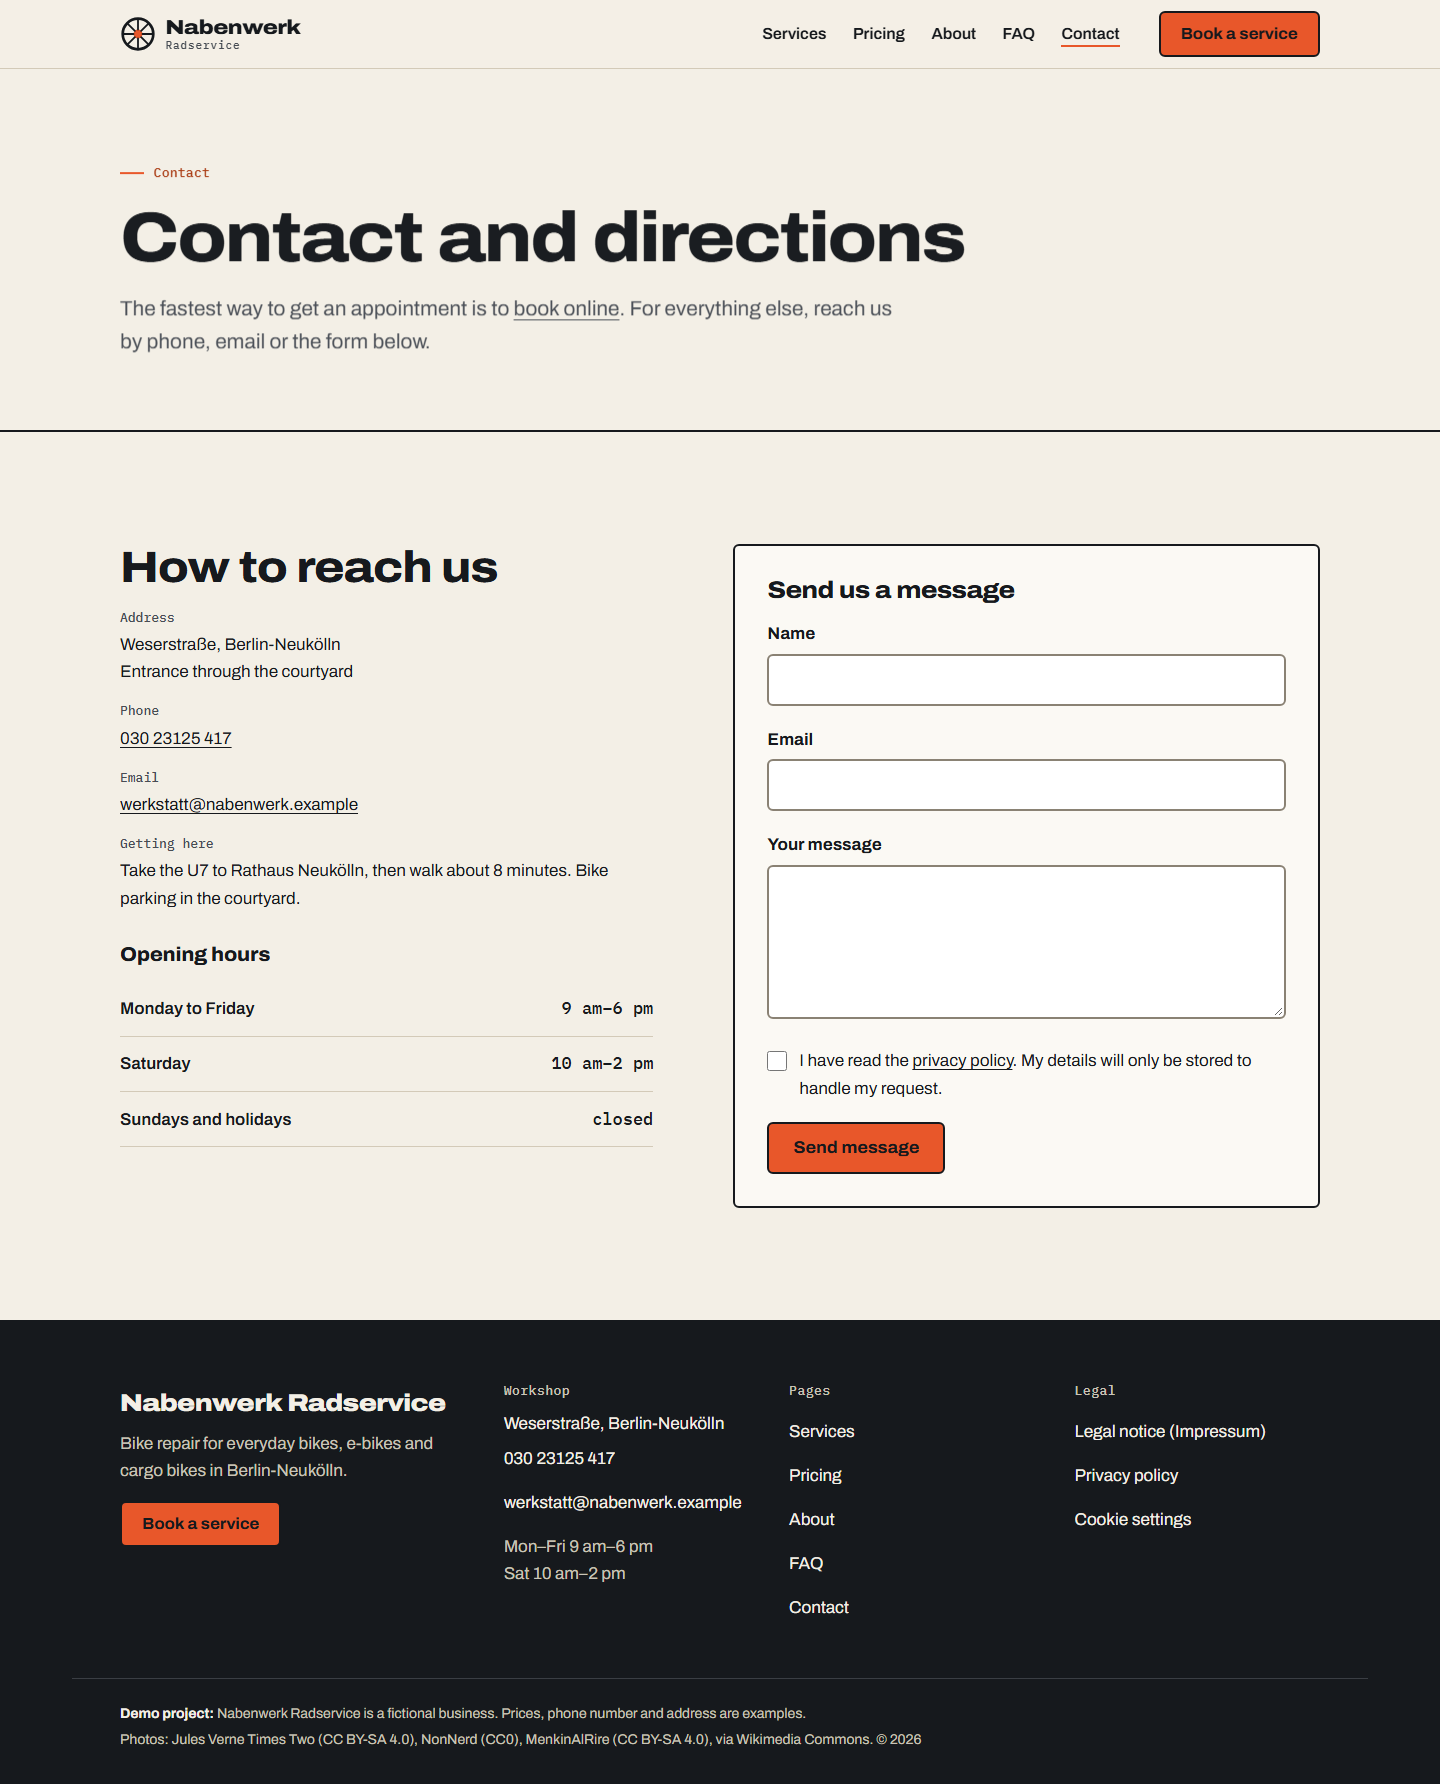 Nabenwerk
Radservice
Services
Pricing
About
FAQ
Contact
Book a service
Contact
Contact and directions
The fastest way to get an appointment is to book online. For everything else, reach us
by phone, email or the form below.
How to reach us
Address
Weserstraße, Berlin-Neukölln
Entrance through the courtyard
Phone
030 23125 417
Email
werkstatt@nabenwerk.example
Getting here
Take the U7 to Rathaus Neukölln, then walk about 8 minutes. Bike
parking in the courtyard.
Opening hours
Monday to Friday 9 am–6 pm
Saturday 10 am–2 pm
Sundays and holidays closed
Send us a message
Name
Email
Your message
I have read the privacy policy. My details will only be stored to
handle my request.
Send message
Nabenwerk Radservice
Bike repair for everyday bikes, e-bikes and
cargo bikes in Berlin-Neukölln.
Book a service
Workshop
Weserstraße, Berlin-Neukölln
030 23125 417
werkstatt@nabenwerk.example
Mon–Fri 9 am–6 pm
Sat 10 am–2 pm
Pages
Services
Pricing
About
FAQ
Contact
Legal
Legal notice (Impressum)
Privacy policy
Cookie settings
Demo project: Nabenwerk Radservice is a fictional business. Prices, phone number and address are examples.
Photos: Jules Verne Times Two (CC BY-SA 4.0), NonNerd (CC0), MenkinAlRire (CC BY-SA 4.0), via Wikimedia Commons. © 2026